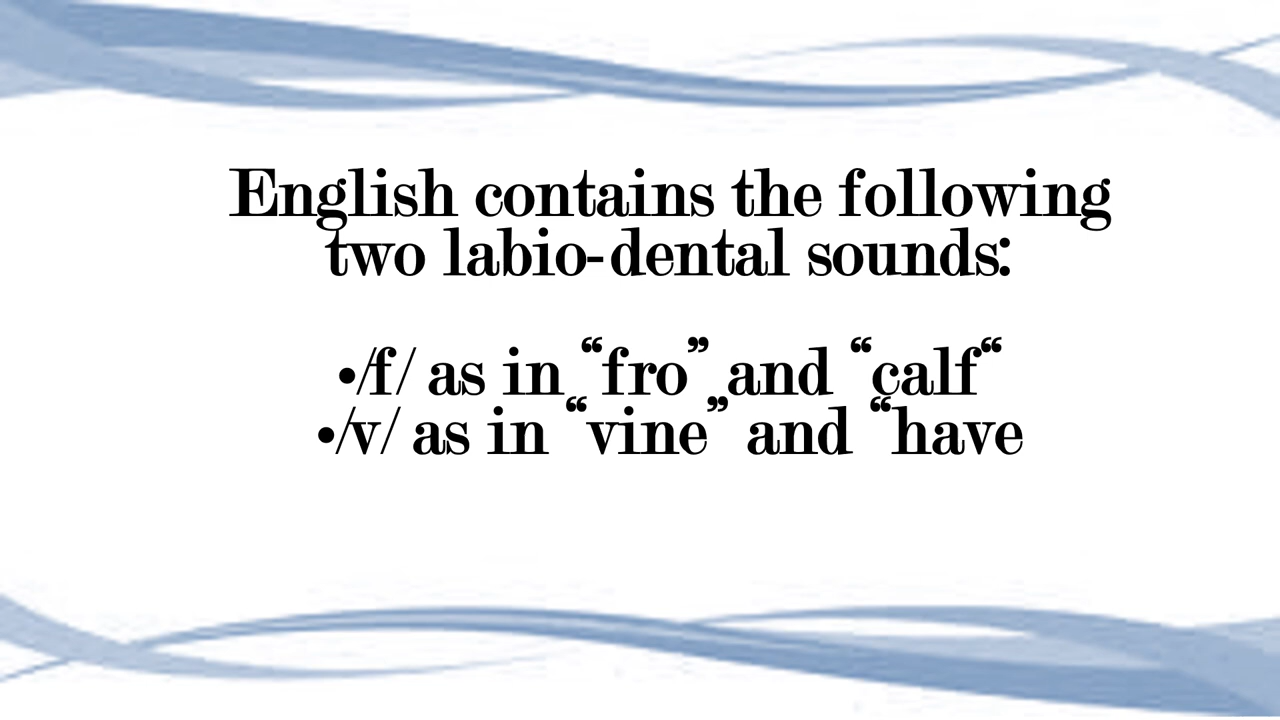 English contains the following
two labio-dental sounds:
•/f/ as in “fro” and “calf“
•/v/ as in “vine” and “have